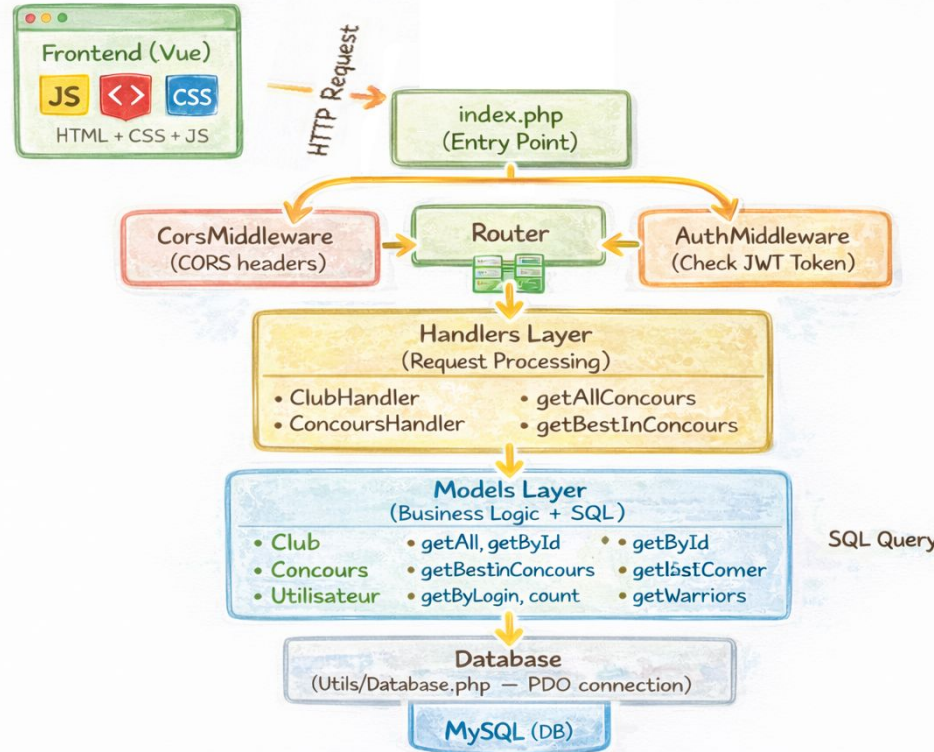 Frontend (Vue)
JS
< >
CSS
HTML + CSS + JS
HTTP Request
index.php
(Entry Point)
CorsMiddleware
(CORS headers)
Router
AuthMiddleware
(Check JWT Token)
Handlers Layer
(Request Processing)
• ClubHandler • getAllConcours
• ConcoursHandler • getBestInConcours
Models Layer
(Business Logic + SQL)
• Club • getAll, getById • getById
• Concours • getBestinConcours
• Utilisateur • getByLogin, count • getWarriors
SQL Query
Database
(Utils/Database.php — PDO connection)
MySQL (DB)